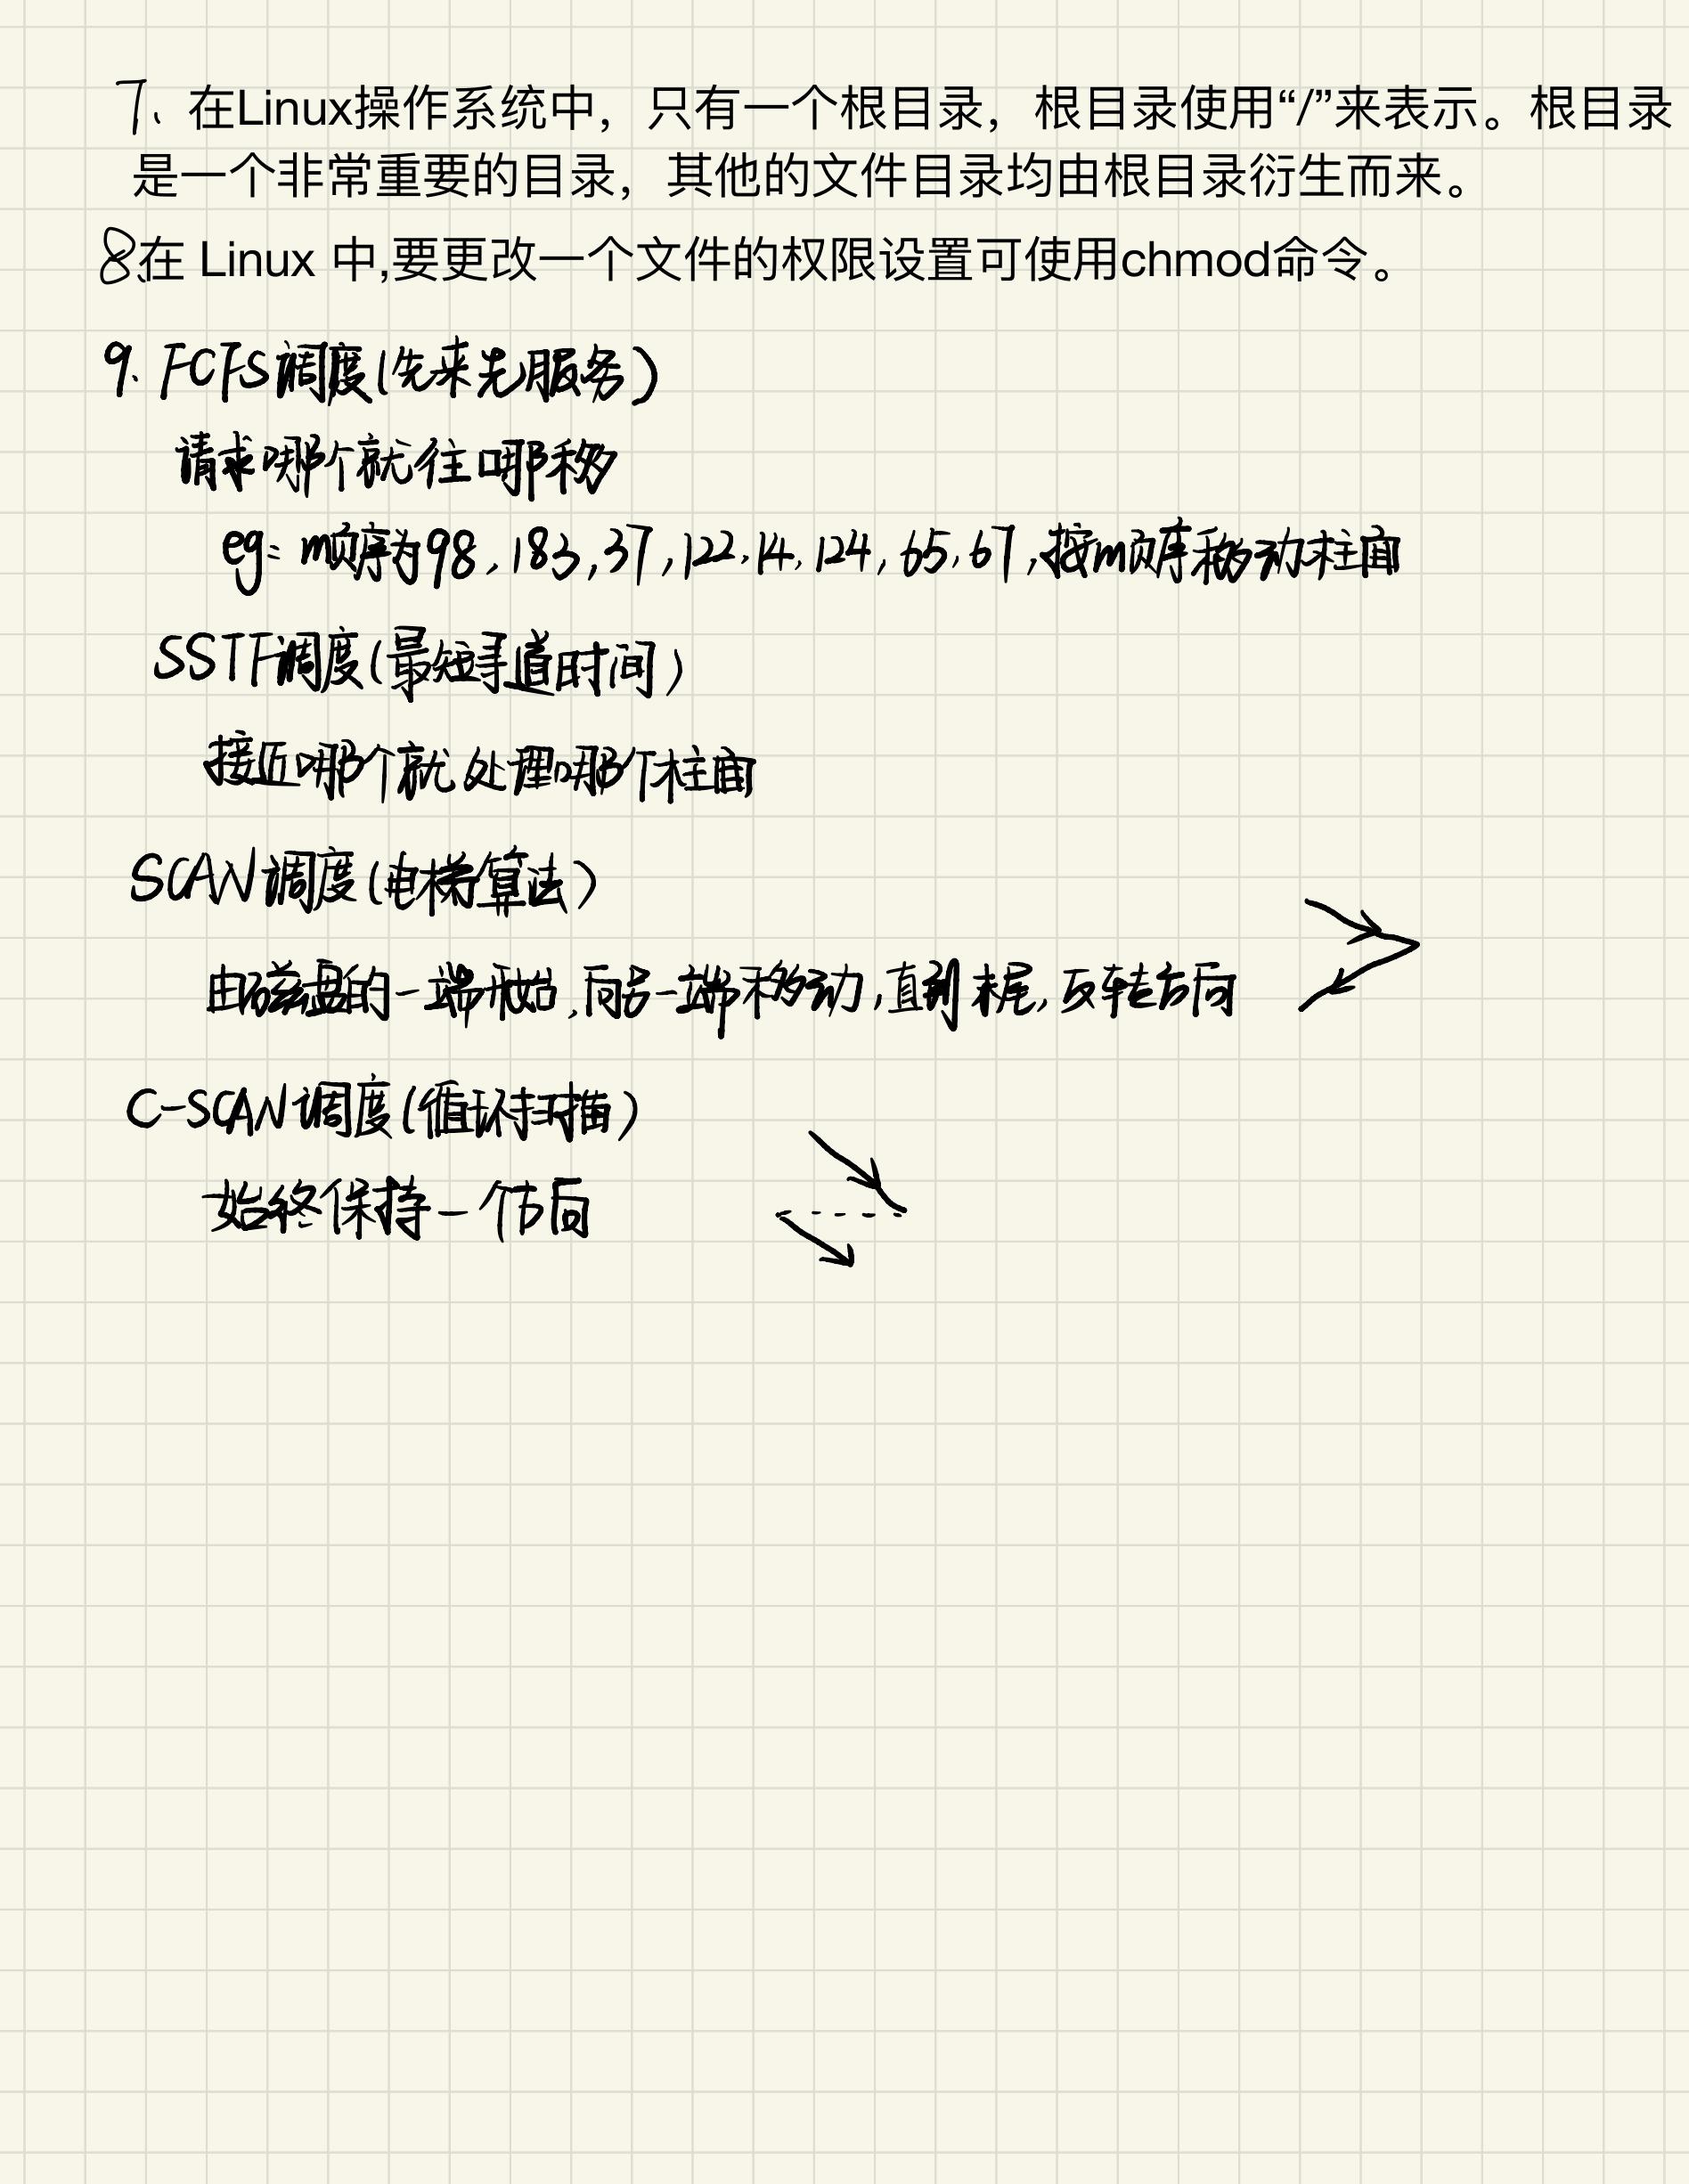 7、在Linux操作系统中，只有一个根目录，根目录使用“/”来表示。根目录
是一个非常重要的目录，其他的文件目录均由根目录衍生而来。
8、在 Linux 中,要更改一个文件的权限设置可使用chmod命令。
9. FCFS调度(先来先服务)
请求哪个就往哪移
eg: 顺序为98,183,37,122,14,124,65,67,按顺序移动柱面
SSTF调度(最短寻道时间)
接近哪个就处理哪个柱面
SCAN调度(电梯算法)
由磁盘的一端开始,向另一端移动,直到末尾,反转方向
C-SCAN调度(循环扫描)
始终保持一个方向